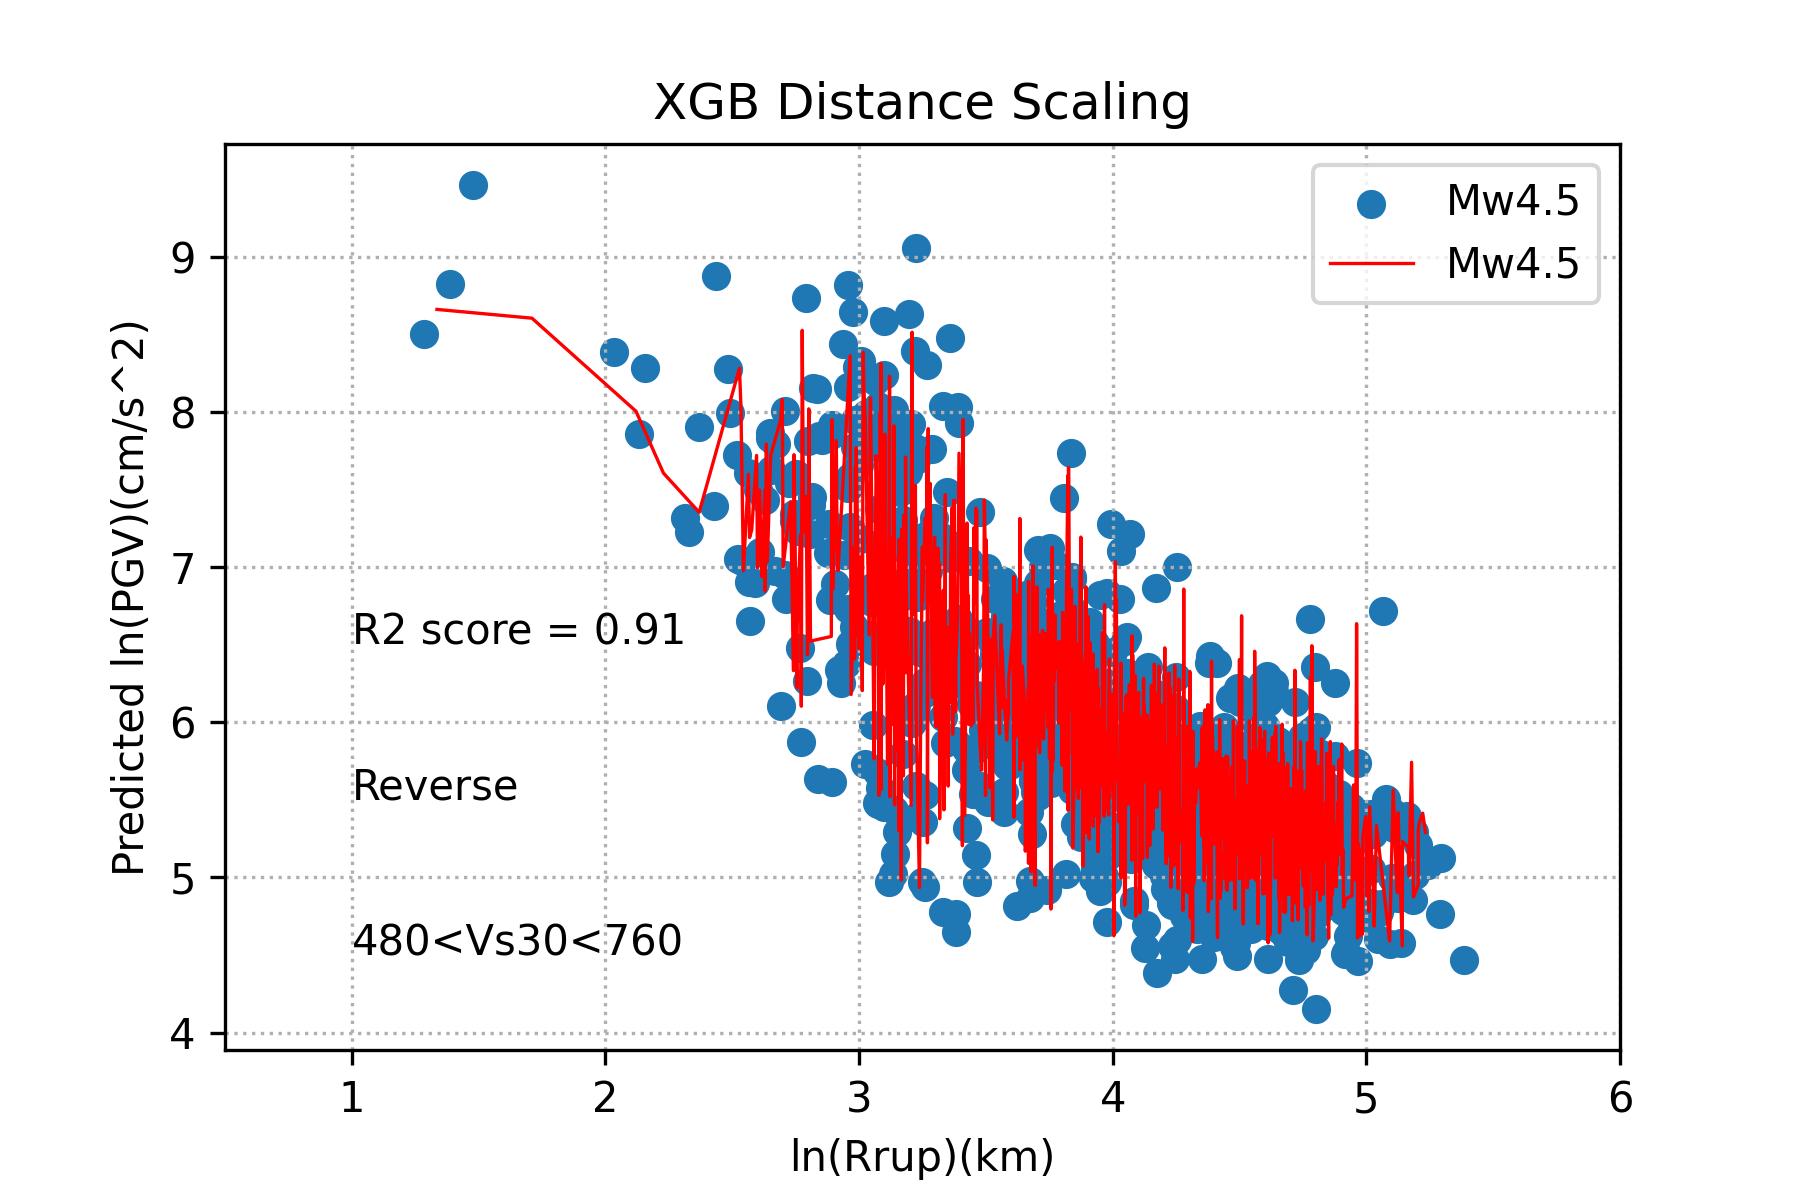 XGB Distance Scaling
Mw4.5
Mw4.5
Predicted ln(PGV)(cm/s^2)
9
8
7
6
5
4
R2 score = 0.91
Reverse
480<Vs30<760
1 2 3 4 5 6
ln(Rrup)(km)